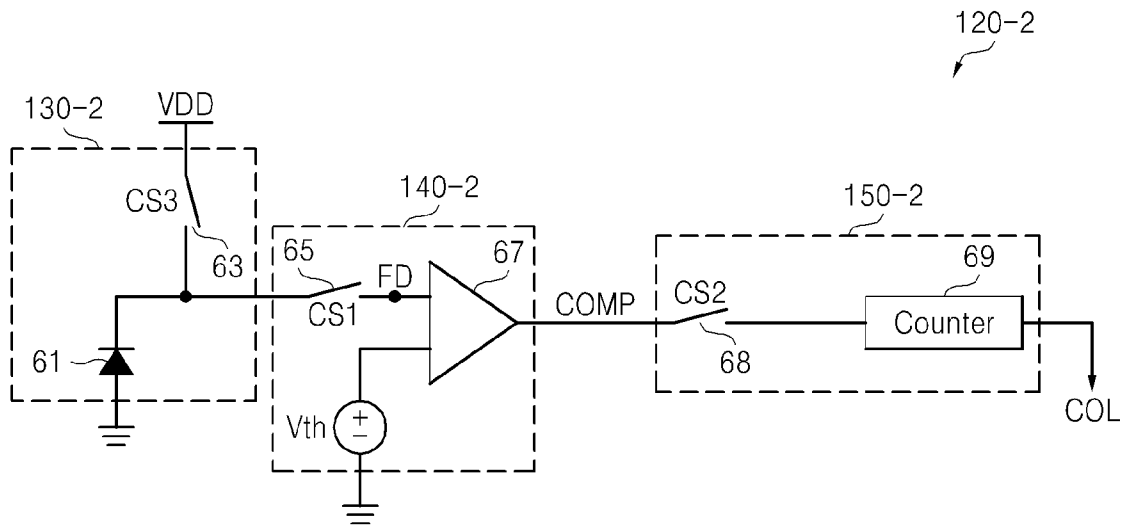 120-2
130-2
VDD
140-2
150-2
CS3
63
65
FD
67
69
CS1
COMP
CS2
Counter
61
68
Vth
+
−
COL